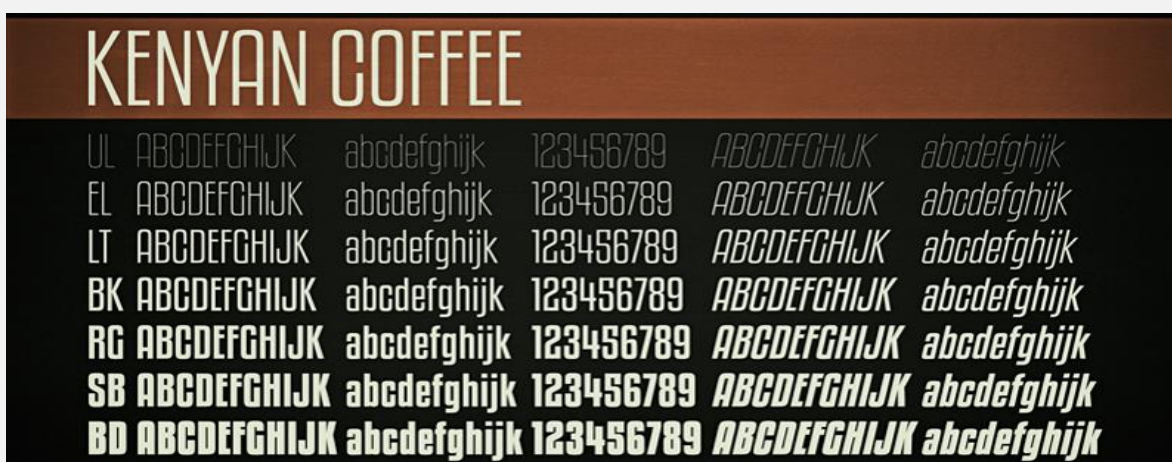 KENYAN COFFEE
UL ABCDEFGHIJK abcdefghijk 123456789 ABCDEFGHIJK abcdefghijk
EL ABCDEFGHIJK abcdefghijk 123456789 ABCDEFGHIJK abcdefghijk
LT ABCDEFGHIJK abcdefghijk 123456789 ABCDEFGHIJK abcdefghijk
BK ABCDEFGHIJK abcdefghijk 123456789 ABCDEFGHIJK abcdefghijk
RG ABCDEFGHIJK abcdefghijk 123456789 ABCDEFGHIJK abcdefghijk
SB ABCDEFGHIJK abcdefghijk 123456789 ABCDEFGHIJK abcdefghijk
BD ABCDEFGHIJK abcdefghijk 123456789 ABCDEFGHIJK abcdefghijk